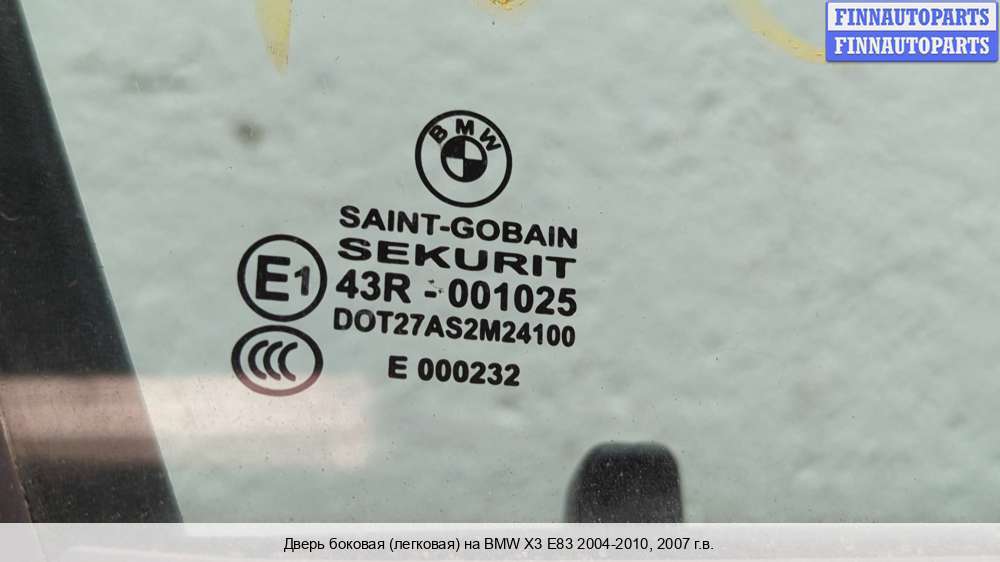 FINNAUTOPARTS
FINNAUTOPARTS
BMW
SAINT-GOBAIN
SEKURIT
E1 43R - 001025
DOT27AS2M24100
CCC
E 000232
Дверь боковая (легковая) на BMW X3 E83 2004-2010, 2007 г.в.